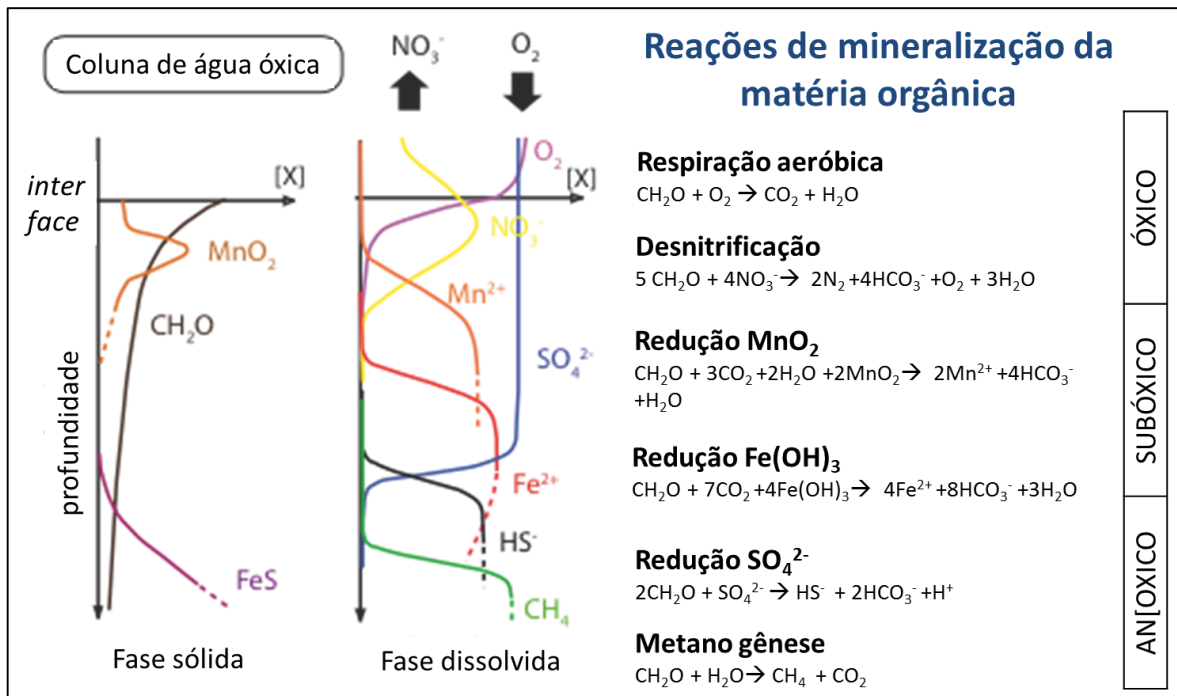 Coluna de água óxica
NO₃⁻
O₂
inter
face
[X]
MnO₂
CH₂O
profundidade
FeS
Fase sólida
O₂
[X]
NO₃⁻
Mn²⁺
SO₄²⁻
Fe²⁺
HS⁻
CH₄
Fase dissolvida
Reações de mineralização da
matéria orgânica
Respiração aeróbica
CH₂O + O₂ → CO₂ + H₂O
Desnitrificação
5 CH₂O + 4NO₃⁻→ 2N₂ +4HCO₃⁻ +O₂ + 3H₂O
Redução MnO₂
CH₂O + 3CO₂ +2H₂O +2MnO₂→ 2Mn²⁺ +4HCO₃⁻
+H₂O
Redução Fe(OH)₃
CH₂O + 7CO₂ +4Fe(OH)₃→ 4Fe²⁺ +8HCO₃⁻ +3H₂O
Redução SO₄²⁻
2CH₂O + SO₄²⁻ → HS⁻ + 2HCO₃⁻ +H⁺
Metano gênese
CH₂O + H₂O→ CH₄ + CO₂
ÓXICO
SUBÓXICO
AN[OXICO